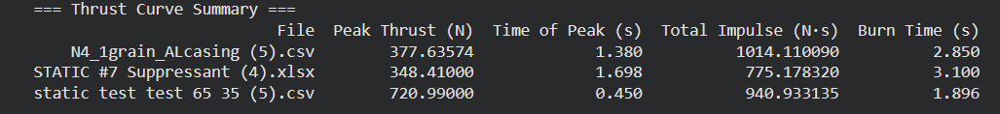 === Thrust Curve Summary ===
File Peak Thrust (N) Time of Peak (s) Total Impulse (N·s) Burn Time (s)
N4_1grain_ALcasing (5).csv 377.63574 1.380 1014.110090 2.850
STATIC #7 Suppressant (4).xlsx 348.41000 1.698 775.178320 3.100
static test test 65 35 (5).csv 720.99000 0.450 940.933135 1.896